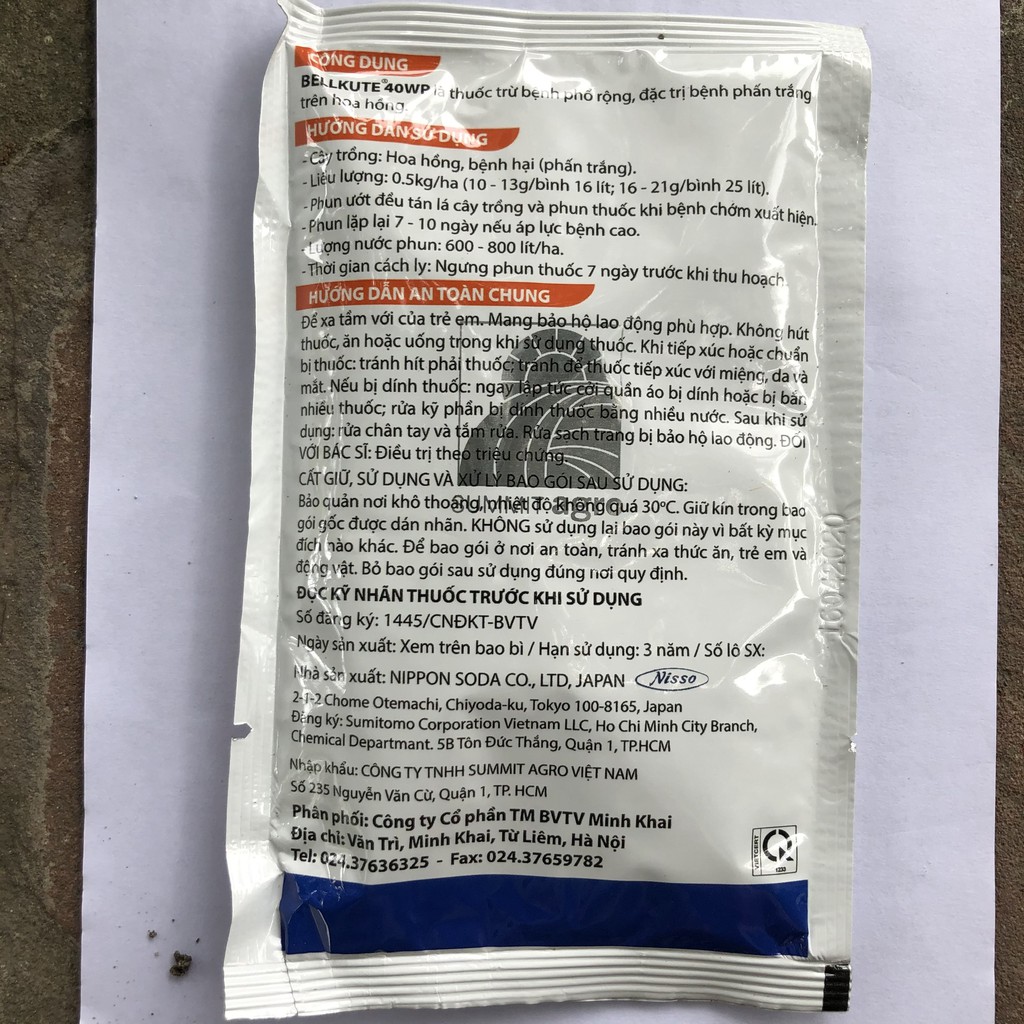 CÔNG DỤNG
BELLKUTE®40WP là thuốc trừ bệnh phổ rộng, đặc trị bệnh phấn trắng
trên hoa hồng.
HƯỚNG DẪN SỬ DỤNG
- Cây trồng: Hoa hồng, bệnh hại (phấn trắng).
- Liều lượng: 0.5kg/ha (10 - 13g/bình 16 lít; 16 - 21g/bình 25 lít).
- Phun ướt đều tán lá cây trồng và phun thuốc khi bệnh chớm xuất hiện.
- Phun lặp lại 7 - 10 ngày nếu áp lực bệnh cao.
- Lượng nước phun: 600 - 800 lít/ha.
- Thời gian cách ly: Ngưng phun thuốc 7 ngày trước khi thu hoạch.
HƯỚNG DẪN AN TOÀN CHUNG
Để xa tầm với của trẻ em. Mang bảo hộ lao động phù hợp. Không hút
thuốc, ăn hoặc uống trong khi sử dụng thuốc. Khi tiếp xúc hoặc chuẩn
bị thuốc: tránh hít phải thuốc; tránh để thuốc tiếp xúc với miệng, da và
mắt. Nếu bị dính thuốc: ngay lập tức cởi quần áo bị dính hoặc bị bắn
nhiều thuốc; rửa kỹ phần bị dính thuốc bằng nhiều nước. Sau khi sử
dụng: rửa chân tay và tắm rửa. Rửa sạch trang bị bảo hộ lao động. ĐỐI
VỚI BÁC SĨ: Điều trị theo triệu chứng.
CẤT GIỮ, SỬ DỤNG VÀ XỬ LÝ BAO GÓI SAU SỬ DỤNG:
Bảo quản nơi khô thoáng, nhiệt độ không quá 30ºC. Giữ kín trong bao
gói gốc được dán nhãn. KHÔNG sử dụng lại bao gói này vì bất kỳ mục
đích nào khác. Để bao gói ở nơi an toàn, tránh xa thức ăn, trẻ em và
động vật. Bỏ bao gói sau sử dụng đúng nơi quy định.
SUMMIT agro
ĐỌC KỸ NHÃN THUỐC TRƯỚC KHI SỬ DỤNG
Số đăng ký: 1445/CNĐKT-BVTV
Ngày sản xuất: Xem trên bao bì / Hạn sử dụng: 3 năm / Số lô SX:
Nhà sản xuất: NIPPON SODA CO., LTD, JAPAN Nisso
2-1-2 Chome Otemachi, Chiyoda-ku, Tokyo 100-8165, Japan
Đăng ký: Sumitomo Corporation Vietnam LLC, Ho Chi Minh City Branch,
Chemical Departmant. 5B Tôn Đức Thắng, Quận 1, TP.HCM
Nhập khẩu: CÔNG TY TNHH SUMMIT AGRO VIỆT NAM
Số 235 Nguyễn Văn Cừ, Quận 1, TP. HCM
Phân phối: Công ty Cổ phần TM BVTV Minh Khai
Địa chỉ: Văn Trì, Minh Khai, Từ Liêm, Hà Nội
Tel: 024.37636325 - Fax: 024.37659782
VIETCERT
1233
16042020